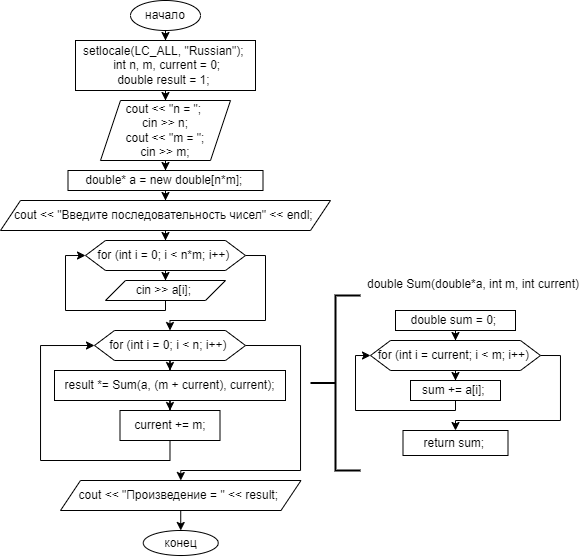 начало
setlocale(LC_ALL, "Russian");
int n, m, current = 0;
double result = 1;
cout << "n = ";
cin >> n;
cout << "m = ";
cin >> m;
double* a = new double[n*m];
cout << "Введите последовательность чисел" << endl;
for (int i = 0; i < n*m; i++)
cin >> a[i];
for (int i = 0; i < n; i++)
result *= Sum(a, (m + current), current);
current += m;
cout << "Произведение = " << result;
конец
double Sum(double*a, int m, int current)
double sum = 0;
for (int i = current; i < m; i++)
sum += a[i];
return sum;